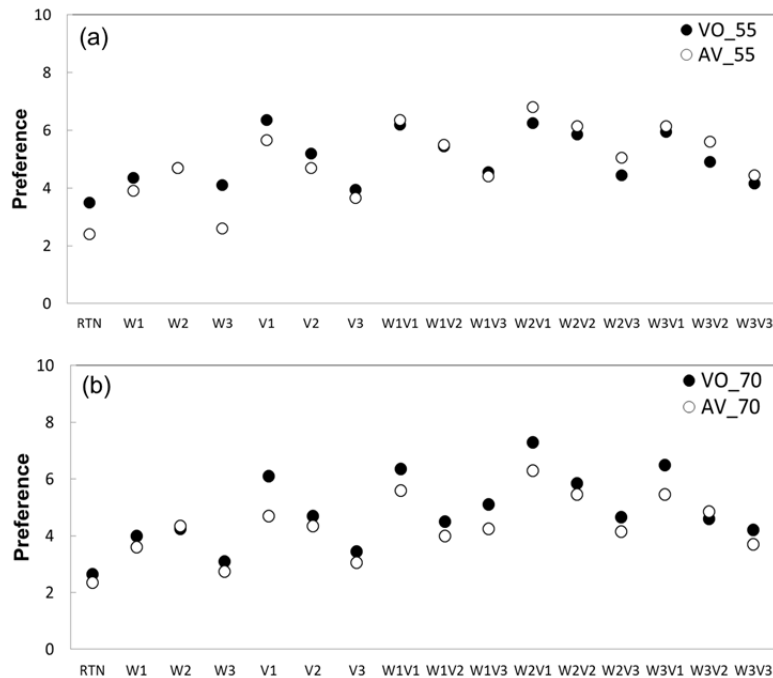 (a)
VO_55
AV_55
Preference
10
8
6
4
2
0
RTN W1 W2 W3 V1 V2 V3 W1V1 W1V2 W1V3 W2V1 W2V2 W2V3 W3V1 W3V2 W3V3
(b)
VO_70
AV_70
Preference
10
8
6
4
2
0
RTN W1 W2 W3 V1 V2 V3 W1V1 W1V2 W1V3 W2V1 W2V2 W2V3 W3V1 W3V2 W3V3